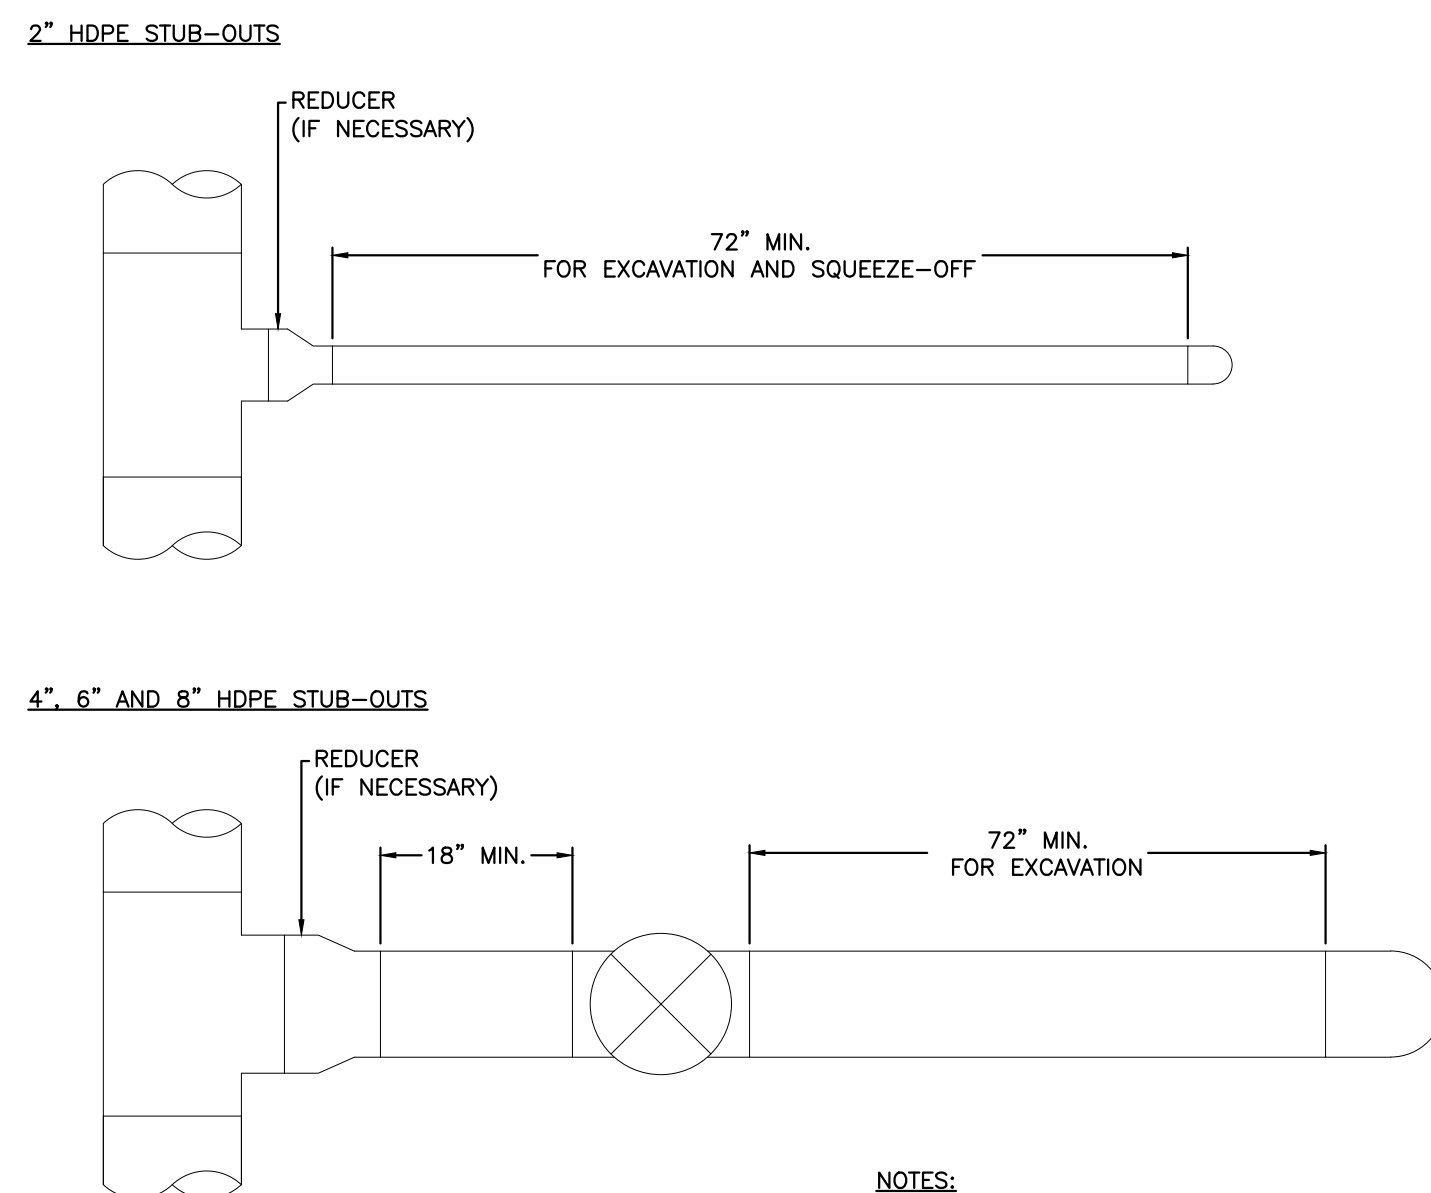 2” HDPE STUB-OUTS
REDUCER
(IF NECESSARY)
72” MIN.
FOR EXCAVATION AND SQUEEZE-OFF
4”, 6” AND 8” HDPE STUB-OUTS
REDUCER
(IF NECESSARY)
18” MIN.
72” MIN.
FOR EXCAVATION
NOTES: